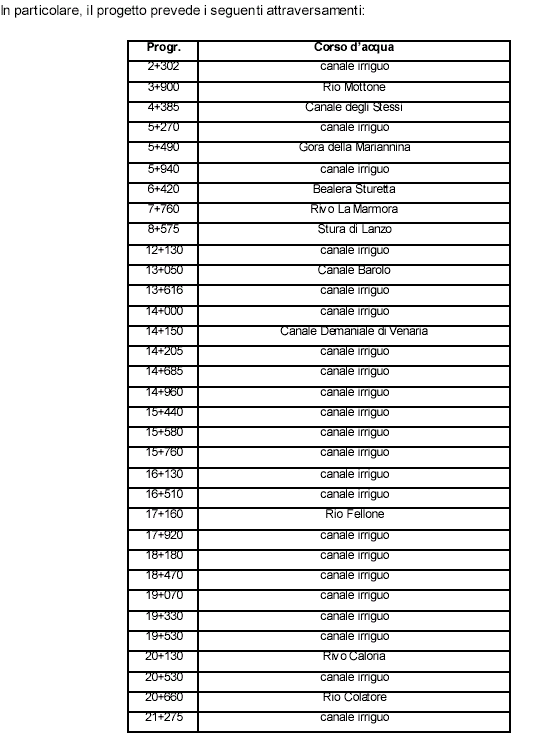 In particolare, il progetto prevede i seguenti attraversamenti:
Progr. Corso d'acqua
2+302 canale irriguo
3+900 Rio Mottone
4+385 Canale degli Stessi
5+270 canale irriguo
5+490 Gora della Mariannina
5+940 canale irriguo
6+420 Bealera Sturetta
7+760 Rivo La Marmora
8+575 Stura di Lanzo
12+130 canale irriguo
13+050 Canale Barolo
13+616 canale irriguo
14+000 canale irriguo
14+150 Canale Demaniale di Venaria
14+205 canale irriguo
14+685 canale irriguo
14+960 canale irriguo
15+440 canale irriguo
15+580 canale irriguo
15+760 canale irriguo
16+130 canale irriguo
16+510 canale irriguo
17+160 Rio Fellone
17+920 canale irriguo
18+180 canale irriguo
18+470 canale irriguo
19+070 canale irriguo
19+330 canale irriguo
19+530 canale irriguo
20+130 Rivo Caloria
20+530 canale irriguo
20+660 Rio Colatore
21+275 canale irriguo